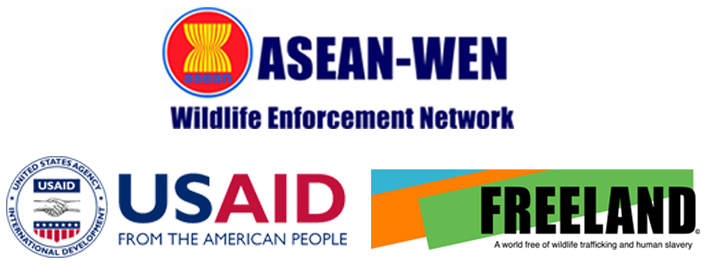 asean
ASEAN-WEN
Wildlife Enforcement Network
UNITED STATES AGENCY
INTERNATIONAL DEVELOPMENT
USAID
USAID
FROM THE AMERICAN PEOPLE
FREELAND©
A world free of wildlife trafficking and human slavery